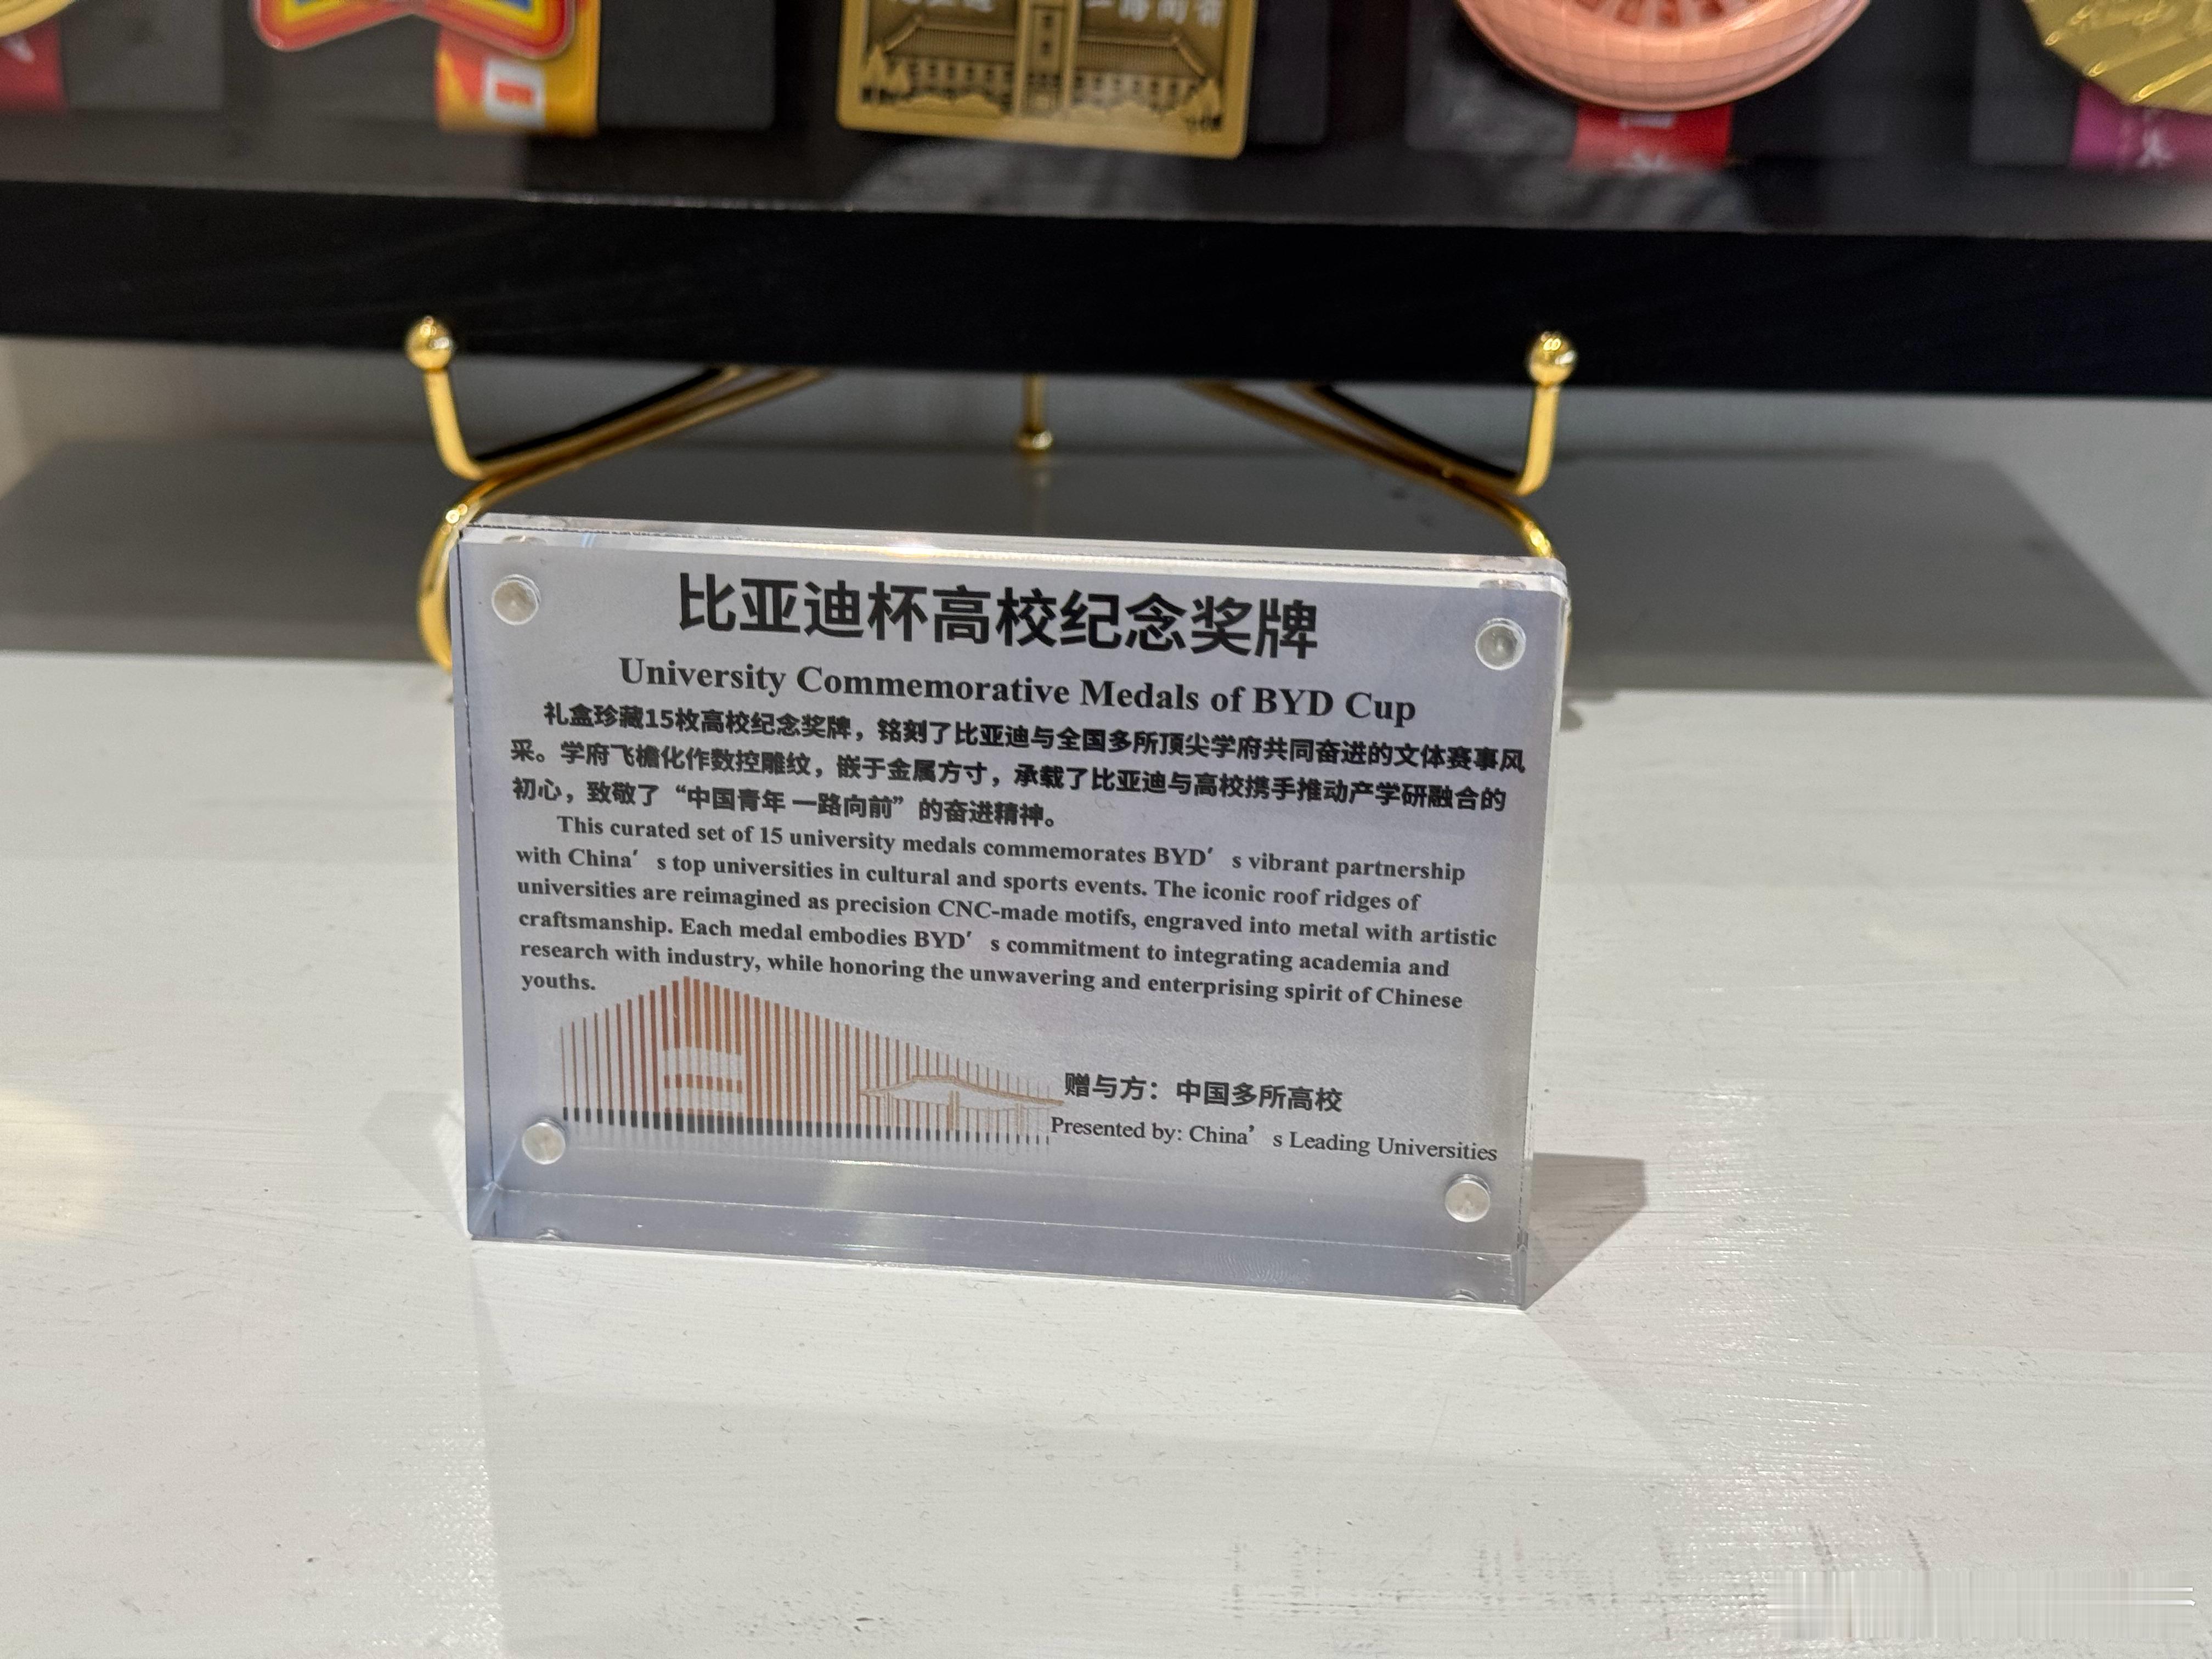 比亚迪杯高校纪念奖牌
University Commemorative Medals of BYD Cup
礼盒珍藏15枚高校纪念奖牌，铭刻了比亚迪与全国多所顶尖学府共同奋进的文体赛事风
采。学府飞檐化作数控雕纹，嵌于金属方寸，承载了比亚迪与高校携手推动产学研融合的
初心，致敬了“中国青年 一路向前”的奋进精神。
This curated set of 15 university medals commemorates BYD’ s vibrant partnership
with China’ s top universities in cultural and sports events. The iconic roof ridges of
universities are reimagined as precision CNC-made motifs, engraved into metal with artistic
craftsmanship. Each medal embodies BYD’ s commitment to integrating academia and
research with industry, while honoring the unwavering and enterprising spirit of Chinese
youths.
赠与方：中国多所高校
Presented by: China’ s Leading Universities